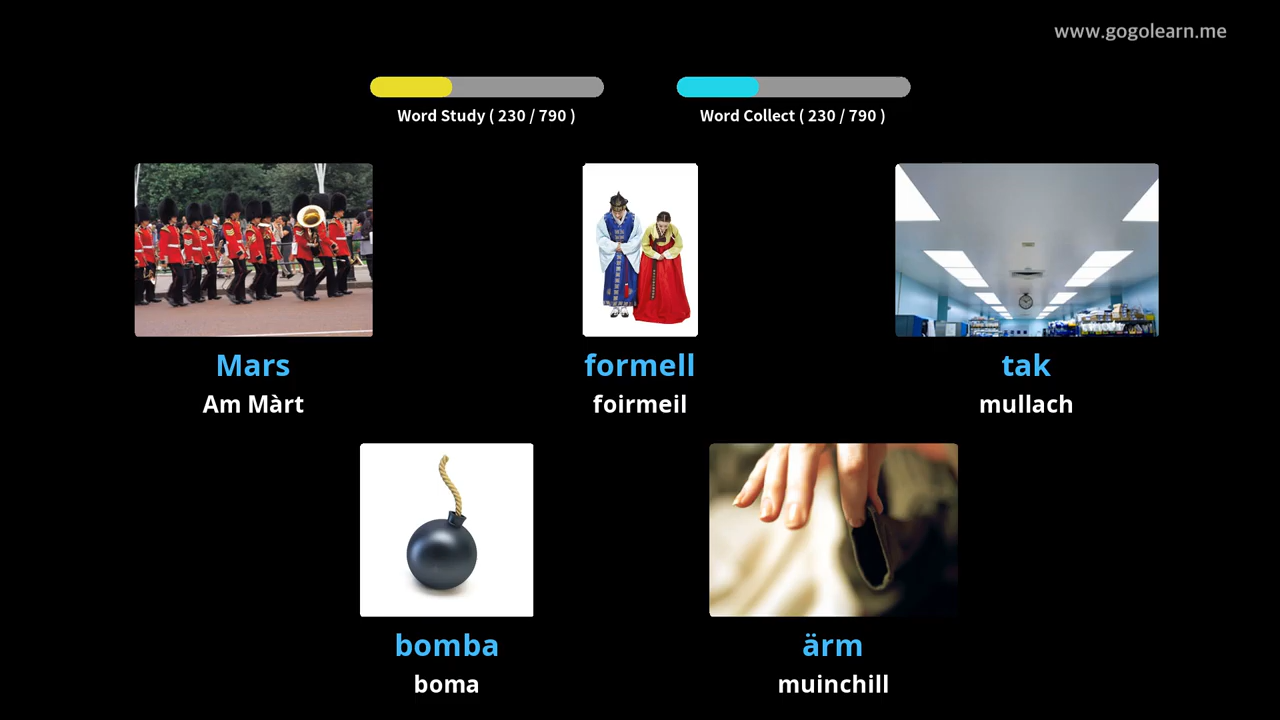 www.gogolearn.me
Word Study ( 230 / 790 )
Word Collect ( 230 / 790 )
Mars
Am Màrt
formell
foirmeil
tak
mullach
bomba
boma
ärm
muinchill